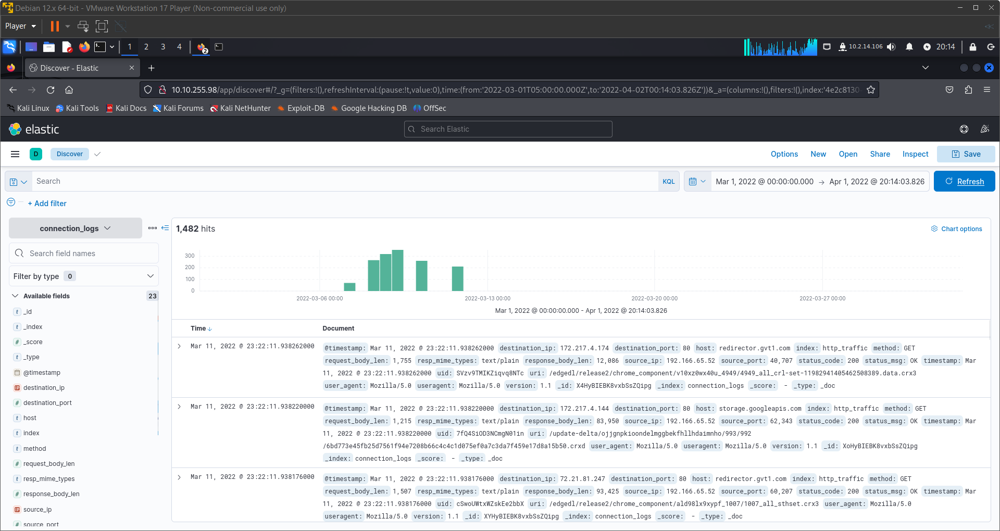 Debian 12.x 64-bit - VMware Workstation 17 Player (Non-commercial use only)
Player
1 2 3 4 2 10.2.14.106 20:14
Discover - Elastic
10.10.255.98/app/discover#/?_g=(filters:!(),refreshInterval:(pause:!t,value:0),time:(from:'2022-03-01T05:00:00.000Z',to:'2022-04-02T00:14:03.826Z'))&_a=(columns:!(),filters:!(),index:'4e2c8130-
Kali Linux Kali Tools Kali Docs Kali Forums Kali NetHunter Exploit-DB Google Hacking DB OffSec
elastic Search Elastic
D Discover Options New Open Share Inspect Save
Search KQL Mar 1, 2022 @ 00:00:00.000 → Apr 1, 2022 @ 20:14:03.826 Refresh
+ Add filter
connection_logs
Search field names
Filter by type 0
Available fields 23
t _id
t _index
# _score
t _type
@timestamp
IP destination_ip
# destination_port
t host
t index
t method
# request_body_len
t resp_mime_types
# response_body_len
IP source_ip
# source_port
1,482 hits
Chart options
300
200
100
0
2022-03-06 00:00 2022-03-13 00:00 2022-03-20 00:00 2022-03-27 00:00
Mar 1, 2022 @ 00:00:00.000 - Apr 1, 2022 @ 20:14:03.826
Time ↓ Document
Mar 11, 2022 @ 23:22:11.938262000 @timestamp: Mar 11, 2022 @ 23:22:11.938262000 destination_ip: 172.217.4.174 destination_port: 80 host: redirector.gvt1.com index: http_traffic method: GET
request_body_len: 1,755 resp_mime_types: text/plain response_body_len: 12,086 source_ip: 192.166.65.52 source_port: 40,707 status_code: 200 status_msg: OK timestamp: Mar
11, 2022 @ 23:22:11.938262000 uid: SVzv9TMIKZiqvq8NTc uri: /edgedl/release2/chrome_component/v10xz0wx40u_4949/4949_all_crl-set-11982941405462508389.data.crx3
user_agent: Mozilla/5.0 useragent: Mozilla/5.0 version: 1.1 _id: X4HyBIEBK8vxbSsZQipg _index: connection_logs _score: - _type: _doc
Mar 11, 2022 @ 23:22:11.938220000 @timestamp: Mar 11, 2022 @ 23:22:11.938220000 destination_ip: 172.217.4.144 destination_port: 80 host: storage.googleapis.com index: http_traffic method: GET
request_body_len: 1,215 resp_mime_types: text/plain response_body_len: 83,950 source_ip: 192.166.65.52 source_port: 62,343 status_code: 200 status_msg: OK timestamp: Mar
11, 2022 @ 23:22:11.938220000 uid: 7fQ4SiOD3NCmgN01in uri: /update-delta/ojjgnpkioondelmggbekfhllhdaimnho/993/992
/6bd773e45fb25d7561f94e7208b66c4c4c1d075ef0a7c3da7f459e17d8a15b50.crxd user_agent: Mozilla/5.0 useragent: Mozilla/5.0 version: 1.1 _id: XoHyBIEBK8vxbSsZQipg
_index: connection_logs _score: - _type: _doc
Mar 11, 2022 @ 23:22:11.938176000 @timestamp: Mar 11, 2022 @ 23:22:11.938176000 destination_ip: 72.21.81.247 destination_port: 80 host: redirector.gvt1.com index: http_traffic method: GET
request_body_len: 1,507 resp_mime_types: text/plain response_body_len: 93,425 source_ip: 192.166.65.52 source_port: 60,207 status_code: 200 status_msg: OK timestamp: Mar
11, 2022 @ 23:22:11.938176000 uid: cSwoUWtxWZskEe2bbX uri: /edgedl/release2/chrome_component/ald98lx9xypf_1007/1007_all_sthset.crx3 user_agent: Mozilla/5.0
useragent: Mozilla/5.0 version: 1.1 _id: XYHyBIEBK8vxbSsZQipg _index: connection_logs _score: - _type: _doc